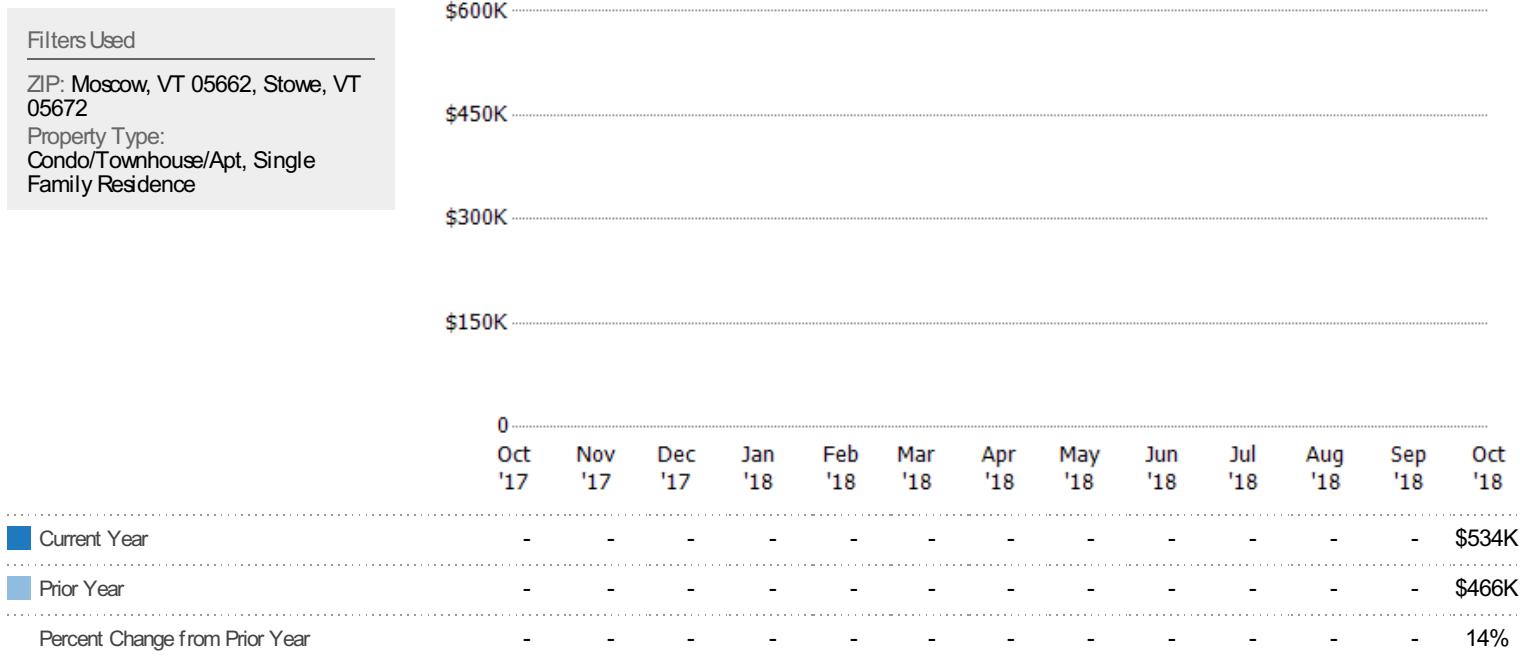 Filters Used
ZIP: Moscow, VT 05662, Stowe, VT
05672
Property Type:
Condo/Townhouse/Apt, Single
Family Residence
$600K
$450K
$300K
$150K
0
Oct Nov Dec Jan Feb Mar Apr May Jun Jul Aug Sep Oct
'17 '17 '17 '18 '18 '18 '18 '18 '18 '18 '18 '18 '18
Current Year - - - - - - - - - - - - $534K
Prior Year - - - - - - - - - - - - $466K
Percent Change from Prior Year - - - - - - - - - - - - 14%